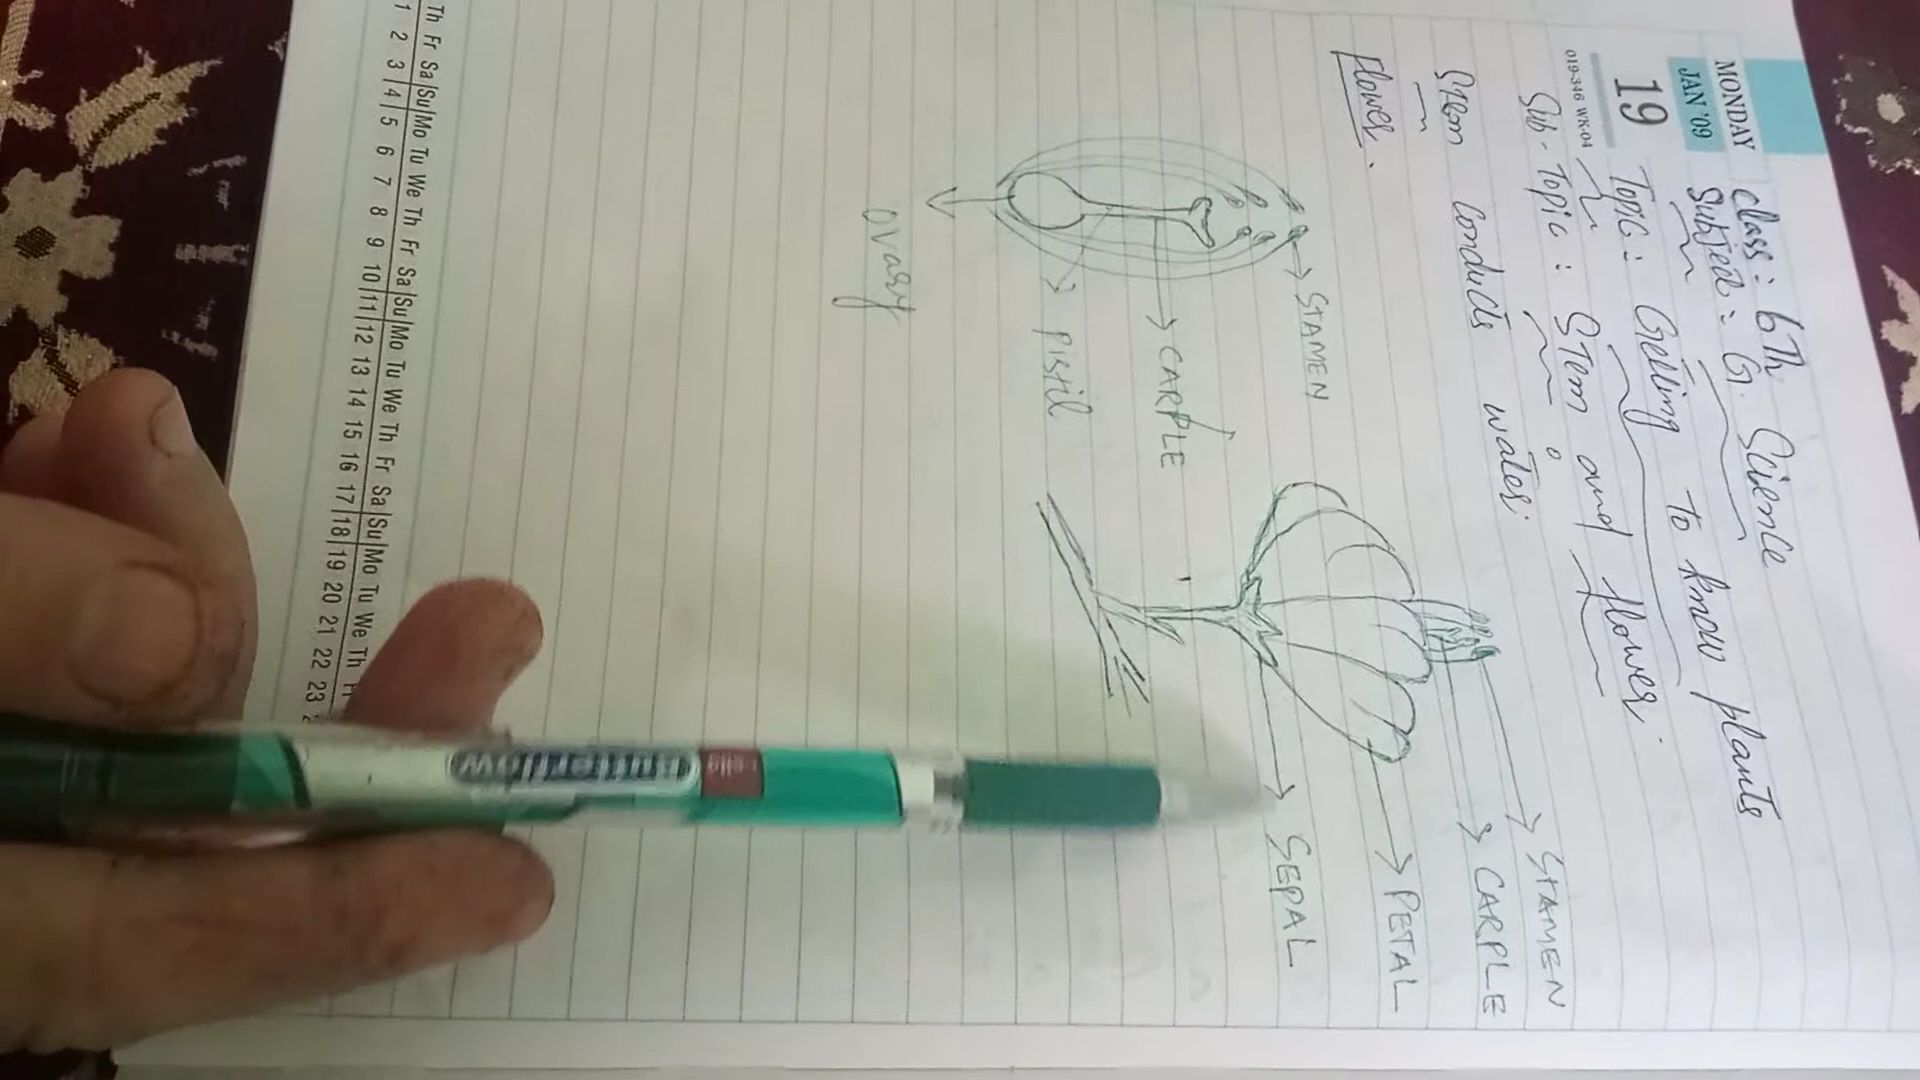 MONDAY
JAN '09
19
019-346 WK-04
Class: 6Th
Subject: G. Science
Topic: Getting To know plants
Sub-Topic: STem and flower.
STem conducts water.
flower.
STAMEN
CARPLE
pistil
ovary
STAMEN
CARPLE
PETAL
SEPAL
Th Fr Sa Su Mo Tu We Th Fr Sa Su Mo Tu We Th Fr Sa Su Mo Tu We Th F
1 2 3 4 5 6 7 8 9 10 11 12 13 14 15 16 17 18 19 20 21 22 23
cello
Butterflow